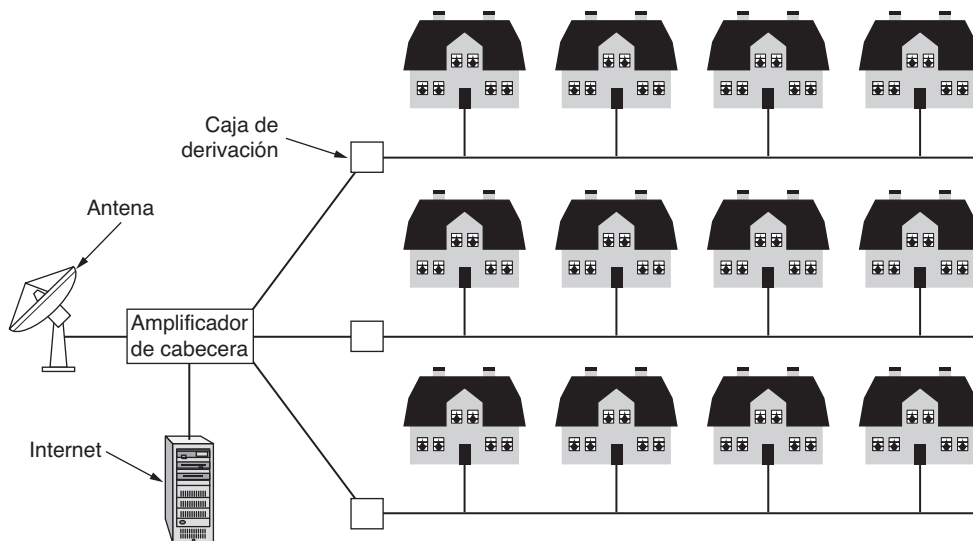 Caja de
derivación
Antena
Amplificador
de cabecera
Internet